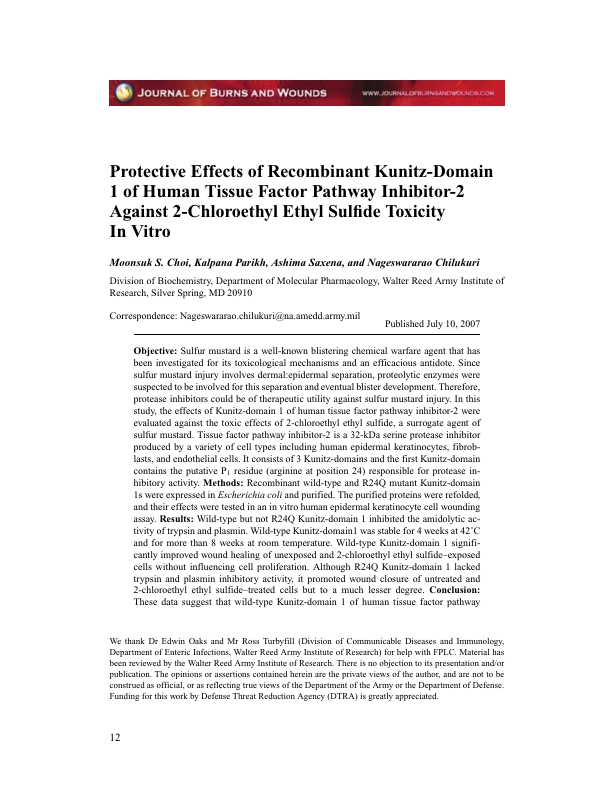 JOURNAL OF BURNS AND WOUNDS WWW.JOURNALOFBURNSANDWOUNDS.COM
Protective Effects of Recombinant Kunitz-Domain
1 of Human Tissue Factor Pathway Inhibitor-2
Against 2-Chloroethyl Ethyl Sulfide Toxicity
In Vitro
Moonsuk S. Choi, Kalpana Parikh, Ashima Saxena, and Nageswararao Chilukuri
Division of Biochemistry, Department of Molecular Pharmacology, Walter Reed Army Institute of
Research, Silver Spring, MD 20910
Correspondence: Nageswararao.chilukuri@na.amedd.army.mil
Published July 10, 2007
Objective: Sulfur mustard is a well-known blistering chemical warfare agent that has
been investigated for its toxicological mechanisms and an efficacious antidote. Since
sulfur mustard injury involves dermal:epidermal separation, proteolytic enzymes were
suspected to be involved for this separation and eventual blister development. Therefore,
protease inhibitors could be of therapeutic utility against sulfur mustard injury. In this
study, the effects of Kunitz-domain 1 of human tissue factor pathway inhibitor-2 were
evaluated against the toxic effects of 2-chloroethyl ethyl sulfide, a surrogate agent of
sulfur mustard. Tissue factor pathway inhibitor-2 is a 32-kDa serine protease inhibitor
produced by a variety of cell types including human epidermal keratinocytes, fibrob-
lasts, and endothelial cells. It consists of 3 Kunitz-domains and the first Kunitz-domain
contains the putative P1 residue (arginine at position 24) responsible for protease in-
hibitory activity. Methods: Recombinant wild-type and R24Q mutant Kunitz-domain
1s were expressed in Escherichia coli and purified. The purified proteins were refolded,
and their effects were tested in an in vitro human epidermal keratinocyte cell wounding
assay. Results: Wild-type but not R24Q Kunitz-domain 1 inhibited the amidolytic ac-
tivity of trypsin and plasmin. Wild-type Kunitz-domain1 was stable for 4 weeks at 42°C
and for more than 8 weeks at room temperature. Wild-type Kunitz-domain 1 signifi-
cantly improved wound healing of unexposed and 2-chloroethyl ethyl sulfide–exposed
cells without influencing cell proliferation. Although R24Q Kunitz-domain 1 lacked
trypsin and plasmin inhibitory activity, it promoted wound closure of untreated and
2-chloroethyl ethyl sulfide–treated cells but to a much lesser degree. Conclusion:
These data suggest that wild-type Kunitz-domain 1 of human tissue factor pathway
We thank Dr Edwin Oaks and Mr Ross Turbyfill (Division of Communicable Diseases and Immunology,
Department of Enteric Infections, Walter Reed Army Institute of Research) for help with FPLC. Material has
been reviewed by the Walter Reed Army Institute of Research. There is no objection to its presentation and/or
publication. The opinions or assertions contained herein are the private views of the author, and are not to be
construed as official, or as reflecting true views of the Department of the Army or the Department of Defense.
Funding for this work by Defense Threat Reduction Agency (DTRA) is greatly appreciated.
12